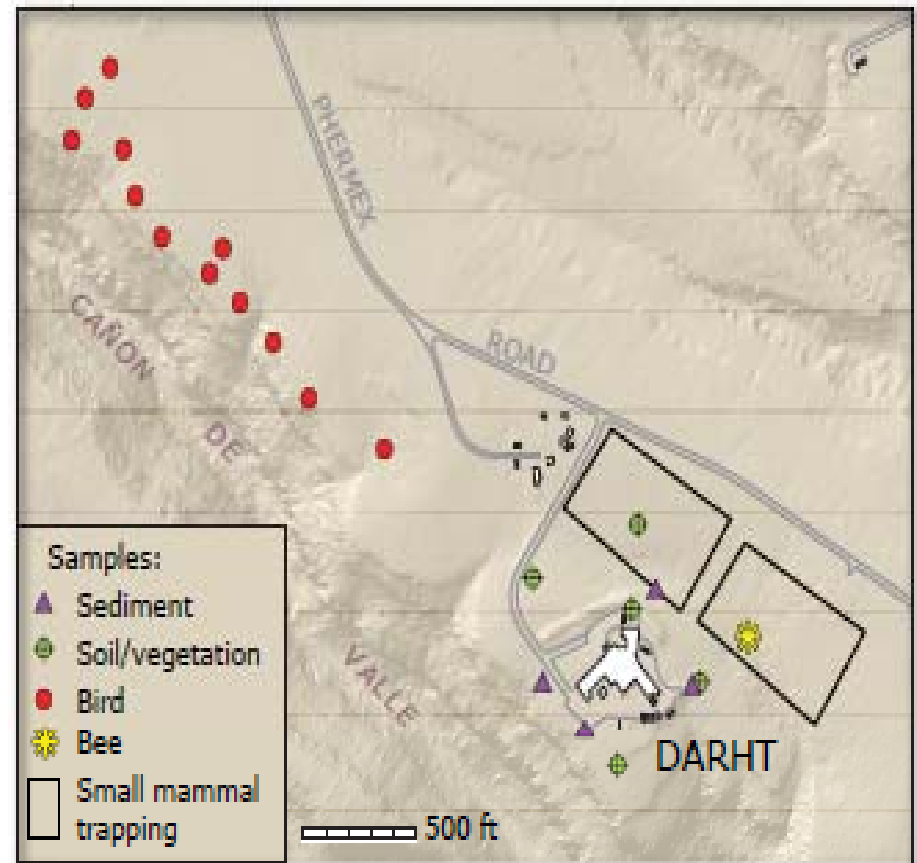 PHERMEX
ROAD
CAÑON
DE
VALLE
DARHT
Samples:
Sediment
Soil/vegetation
Bird
Bee
Small mammal
trapping
500 ft